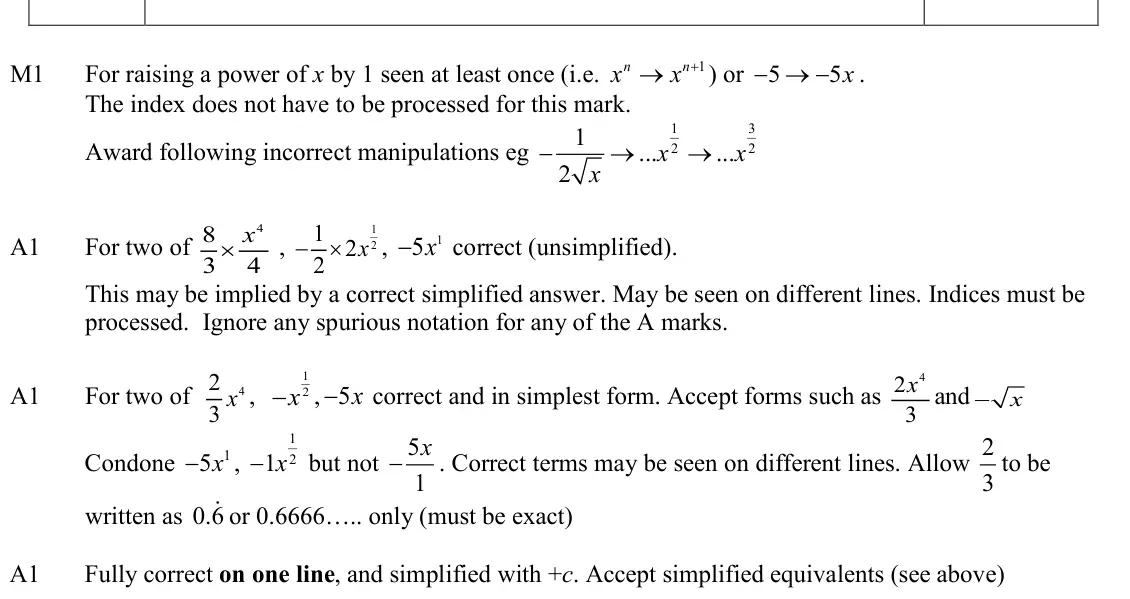 M1 For raising a power of x by 1 seen at least once (i.e. xⁿ → xⁿ⁺¹) or −5 → −5x.
The index does not have to be processed for this mark.
Award following incorrect manipulations eg −1/(2√x) → ...x^(1/2) → ...x^(3/2)
A1 For two of 8/3 × x⁴/4 , −1/2 × 2x^(1/2), −5x¹ correct (unsimplified).
This may be implied by a correct simplified answer. May be seen on different lines. Indices must be
processed. Ignore any spurious notation for any of the A marks.
A1 For two of 2/3 x⁴, −x^(1/2), −5x correct and in simplest form. Accept forms such as 2x⁴/3 and −√x
Condone −5x¹, −1x^(1/2) but not −5x/1. Correct terms may be seen on different lines. Allow 2/3 to be
written as 0.6̇ or 0.6666….. only (must be exact)
A1 Fully correct on one line, and simplified with +c. Accept simplified equivalents (see above)